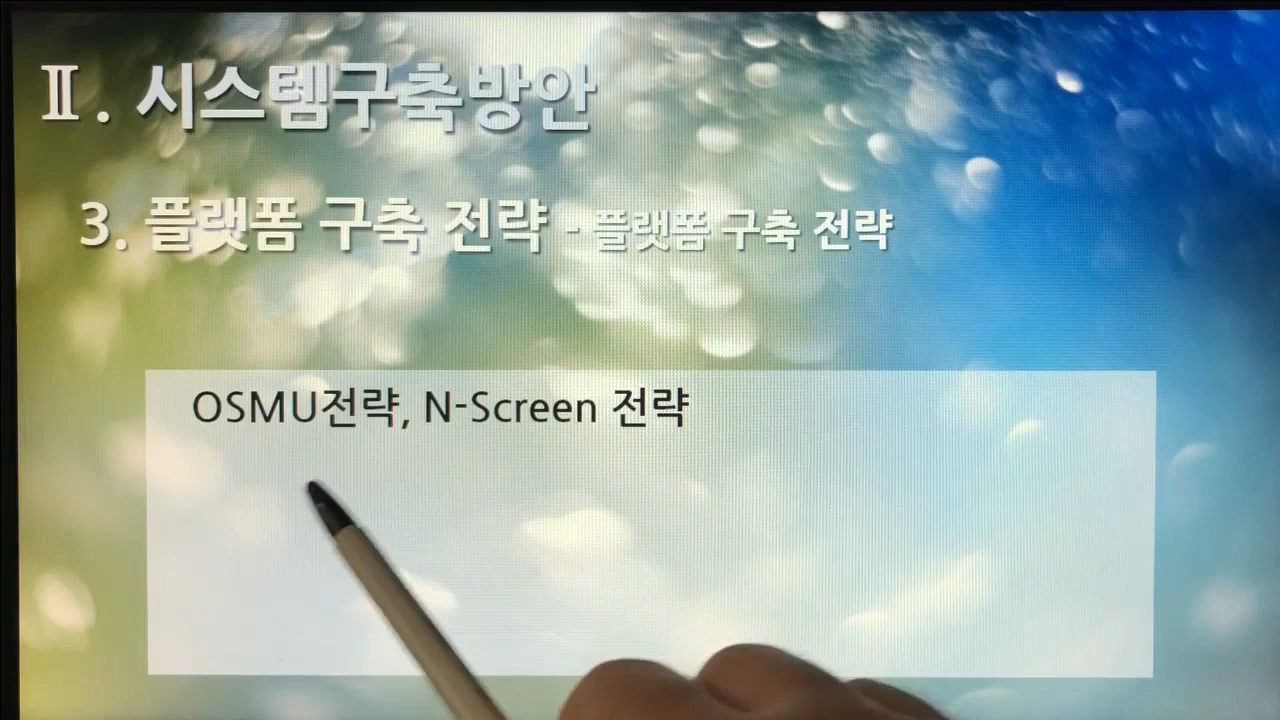 Ⅱ. 시스템구축방안
3. 플랫폼 구축 전략 - 플랫폼 구축 전략
OSMU전략, N-Screen 전략